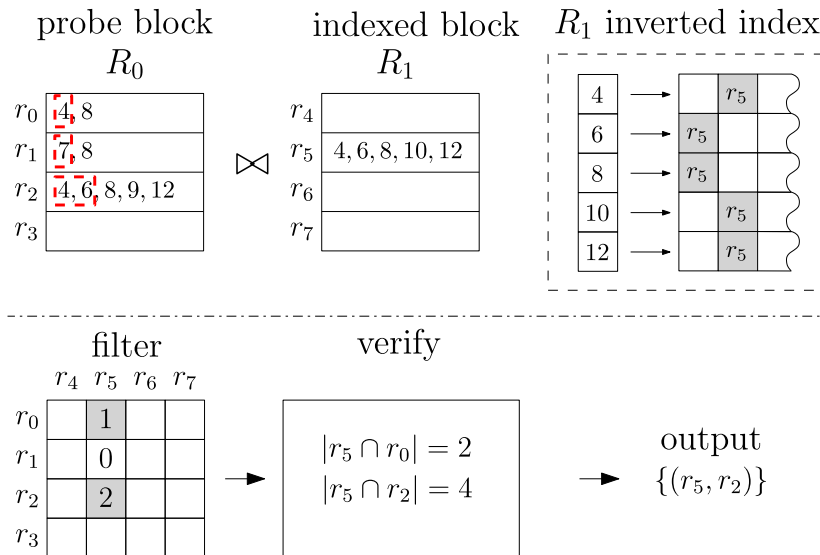 probe block
R₀
indexed block
R₁
R₁ inverted index
r₀ 4, 8
r₁ 7, 8
r₂ 4, 6, 8, 9, 12
r₃
⋈
r₄
r₅ 4, 6, 8, 10, 12
r₆
r₇
4 r₅
6 r₅
8 r₅
10 r₅
12 r₅
filter
r₄ r₅ r₆ r₇
r₀ 1
r₁ 0
r₂ 2
r₃
verify
|r₅ ∩ r₀| = 2
|r₅ ∩ r₂| = 4
output
{(r₅, r₂)}